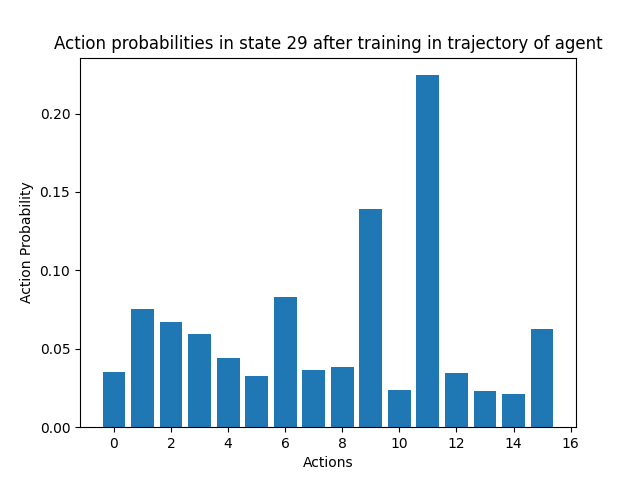 Action probabilities in state 29 after training in trajectory of agent
0.20
0.15
0.10
0.05
0.00
Action Probability
0 2 4 6 8 10 12 14 16
Actions